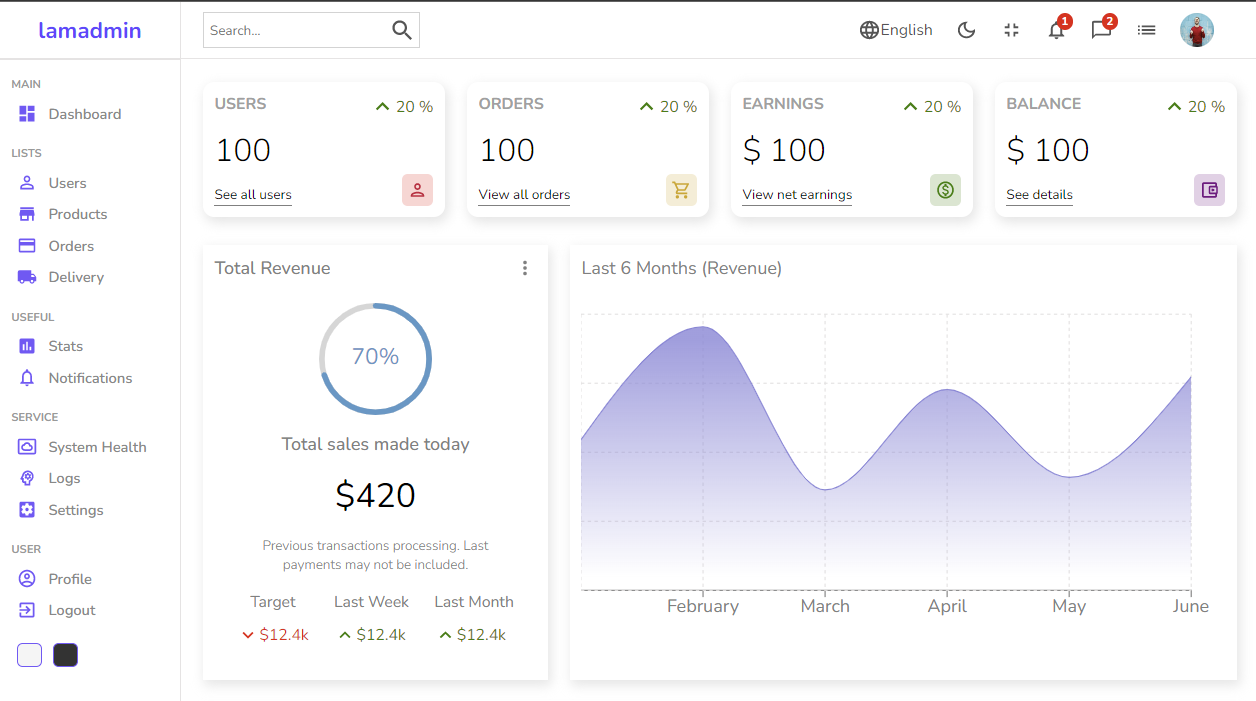 lamadmin
Search...
English
1
2
MAIN
Dashboard
LISTS
Users
Products
Orders
Delivery
USEFUL
Stats
Notifications
SERVICE
System Health
Logs
Settings
USER
Profile
Logout
USERS
20 %
100
See all users
ORDERS
20 %
100
View all orders
EARNINGS
20 %
$ 100
View net earnings
BALANCE
20 %
$ 100
See details
Total Revenue
70%
Total sales made today
$420
Previous transactions processing. Last
payments may not be included.
Target
Last Week
Last Month
$12.4k
$12.4k
$12.4k
Last 6 Months (Revenue)
February
March
April
May
June